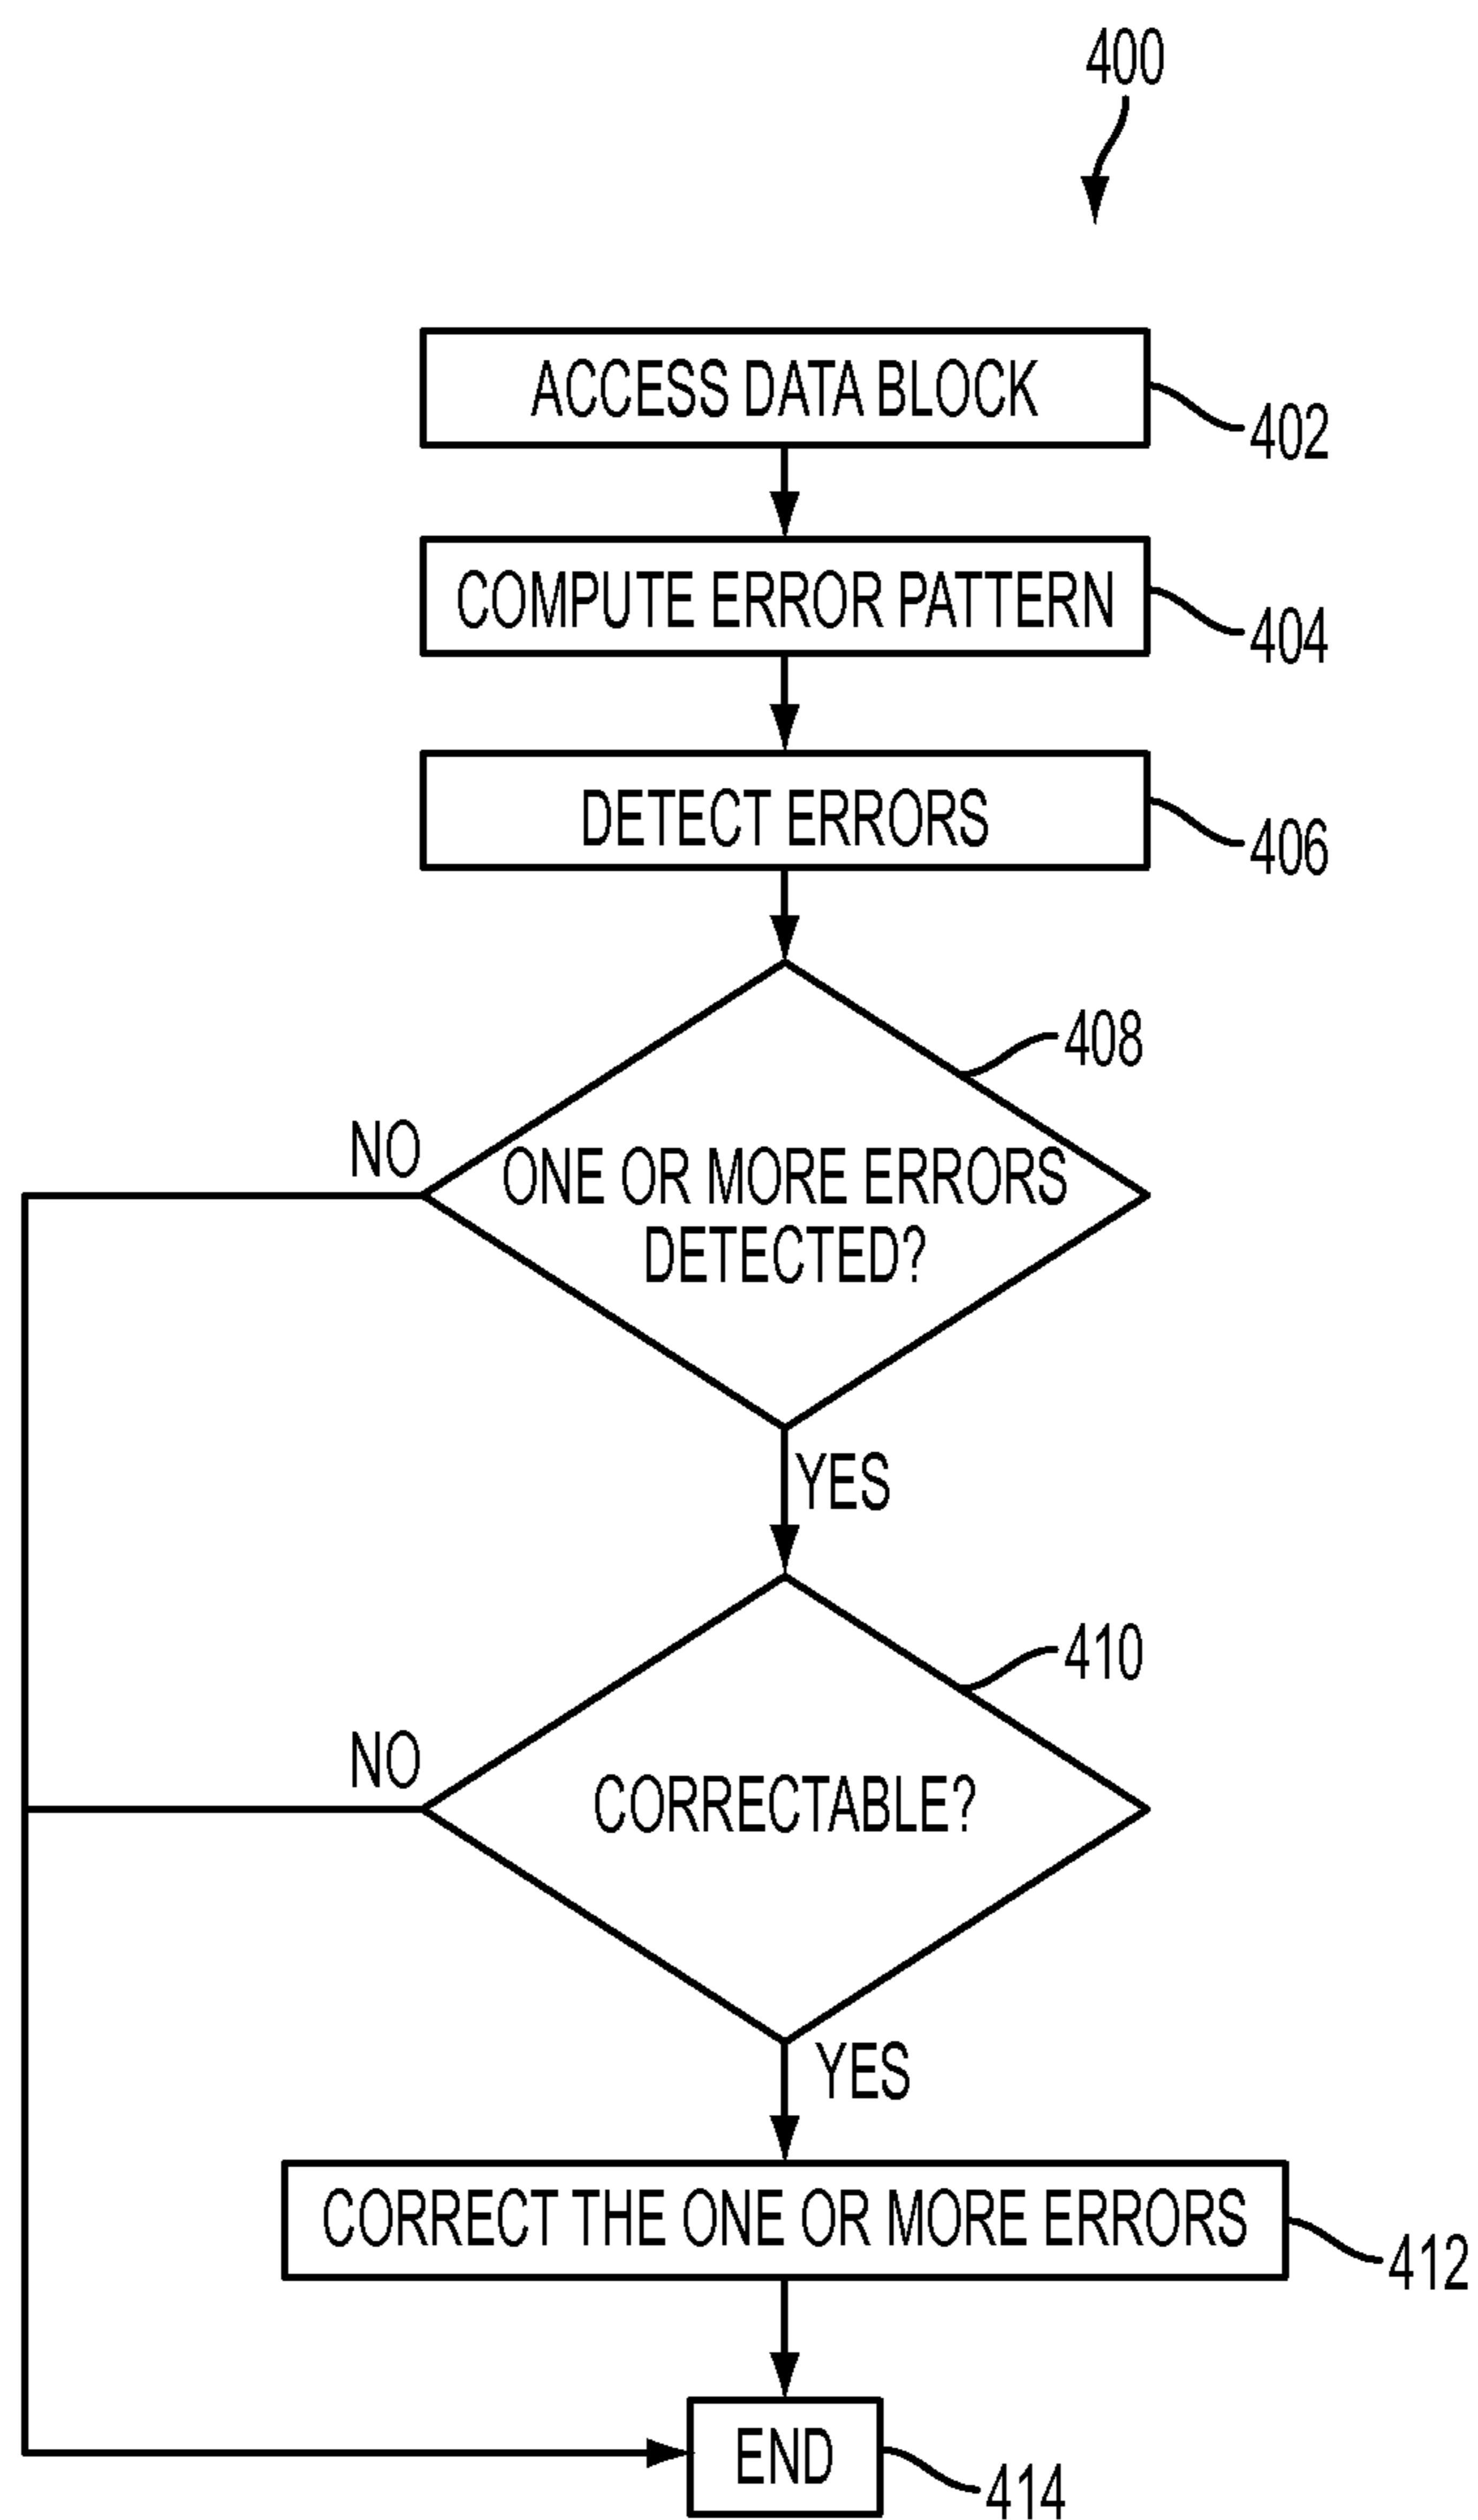 400
ACCESS DATA BLOCK
402
COMPUTE ERROR PATTERN
404
DETECT ERRORS
406
408
NO
ONE OR MORE ERRORS
DETECTED?
YES
410
NO
CORRECTABLE?
YES
CORRECT THE ONE OR MORE ERRORS
412
END
414